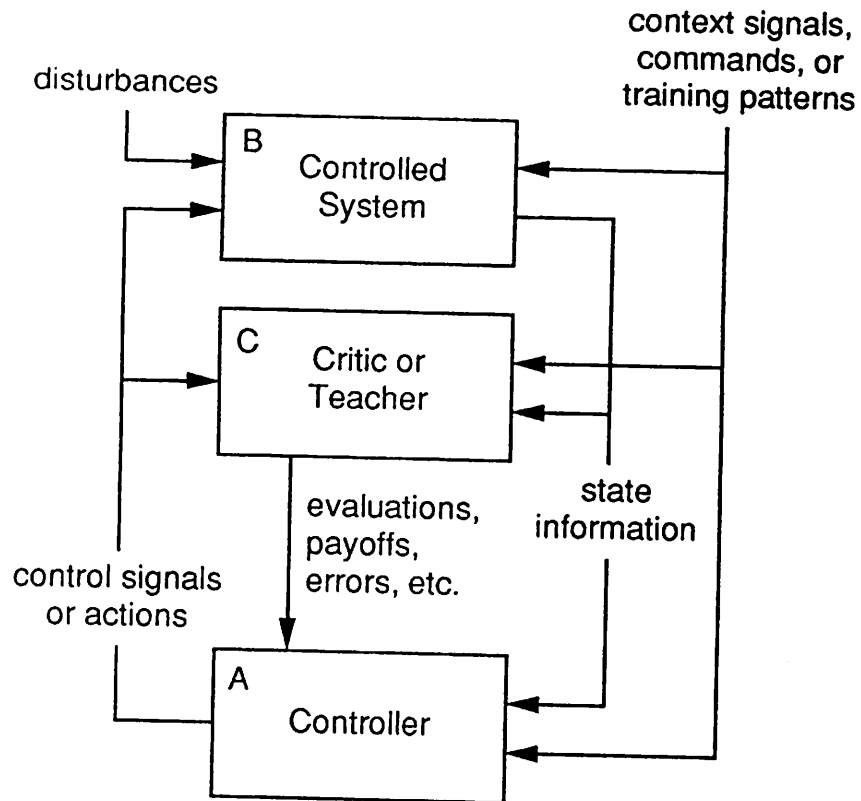 context signals,
commands, or
training patterns
disturbances
B
Controlled
System
C
Critic or
Teacher
evaluations,
payoffs,
errors, etc.
state
information
control signals
or actions
A
Controller